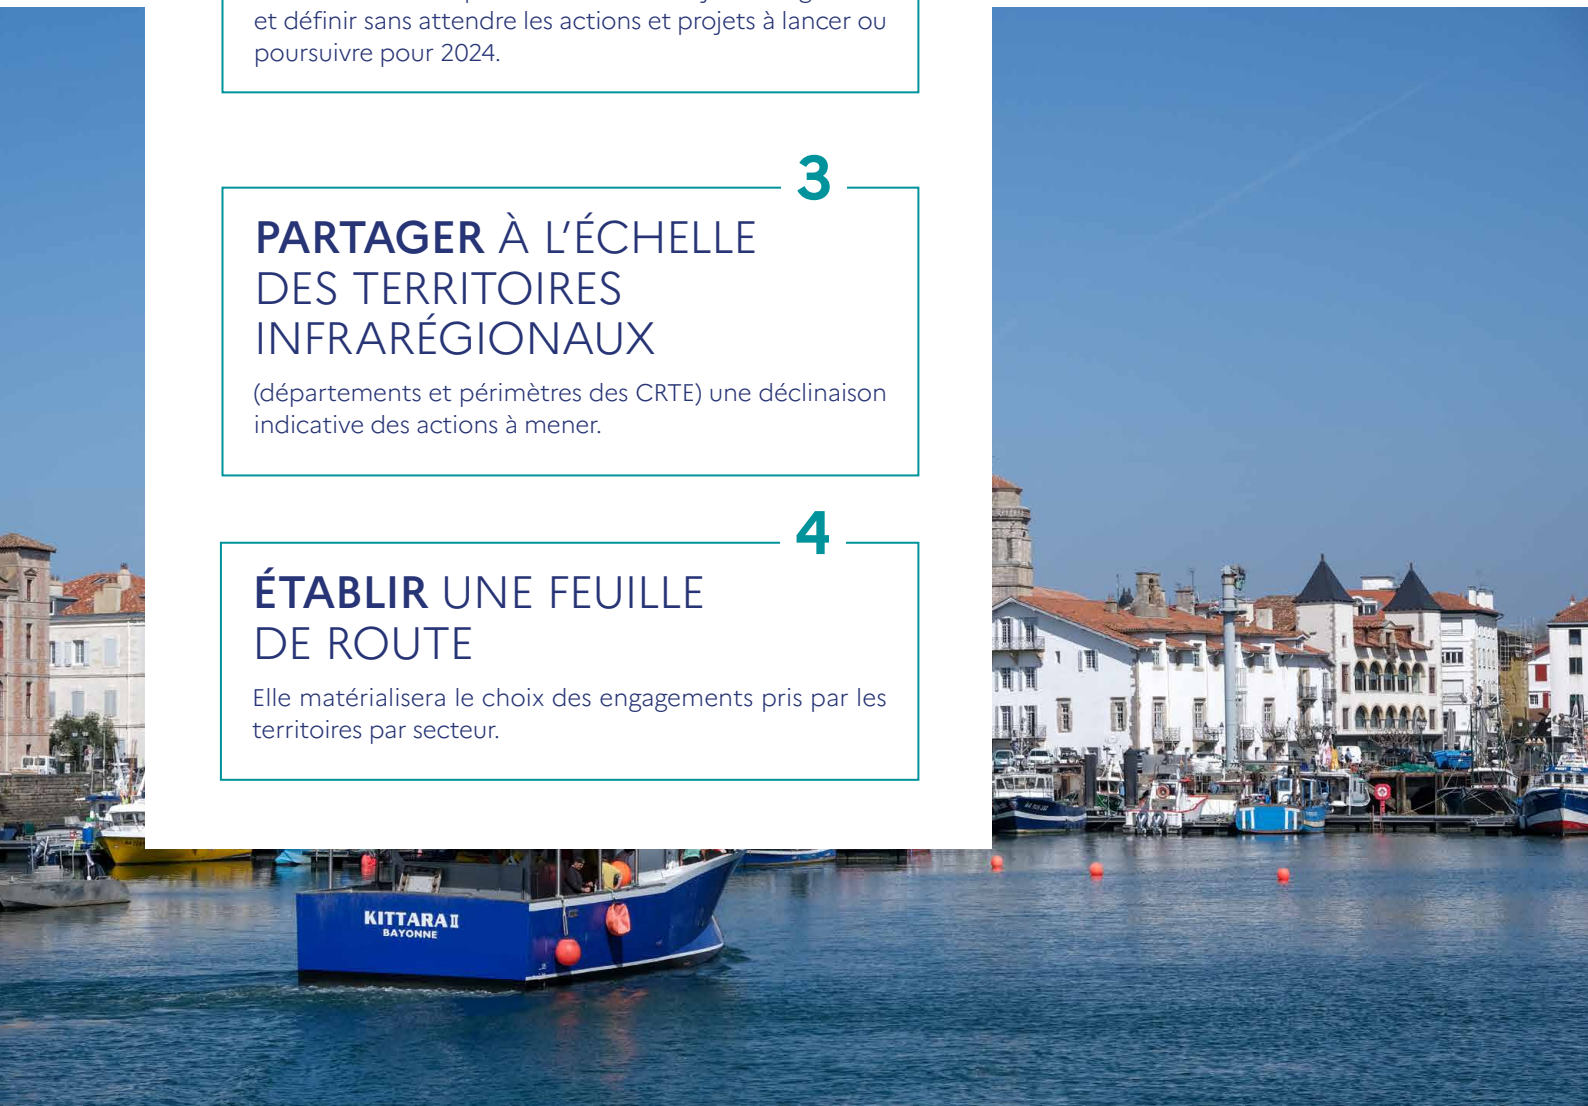 et définir sans attendre les actions et projets à lancer ou
poursuivre pour 2024.
3
PARTAGER À L'ÉCHELLE
DES TERRITOIRES
INFRARÉGIONAUX
(départements et périmètres des CRTE) une déclinaison
indicative des actions à mener.
4
ÉTABLIR UNE FEUILLE
DE ROUTE
Elle matérialisera le choix des engagements pris par les
territoires par secteur.
KITTARA II
BAYONNE